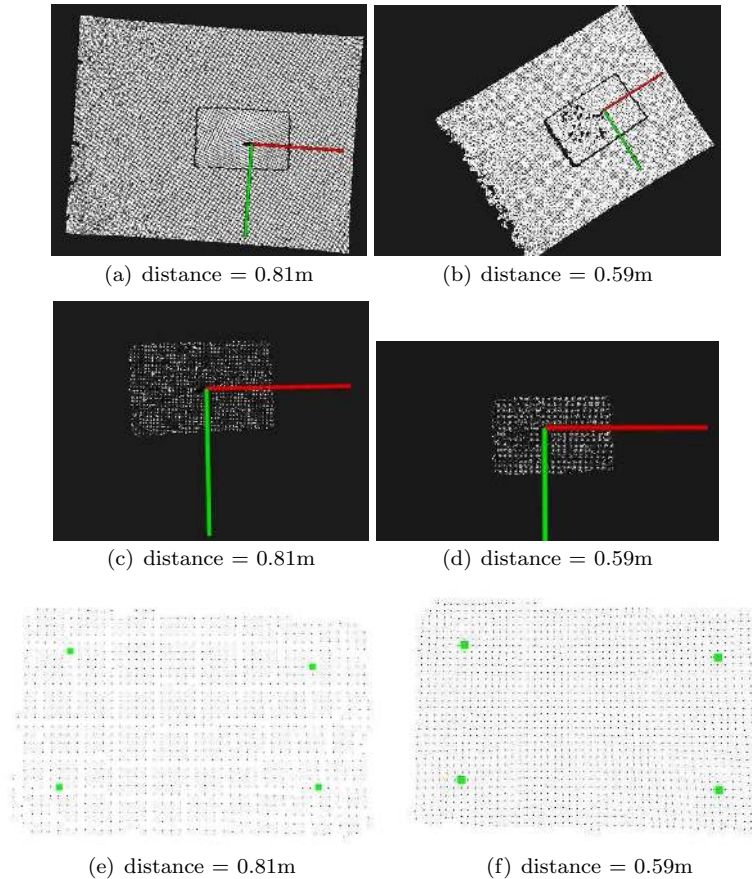 (a) distance = 0.81m
(b) distance = 0.59m
(c) distance = 0.81m
(d) distance = 0.59m
(e) distance = 0.81m
(f) distance = 0.59m